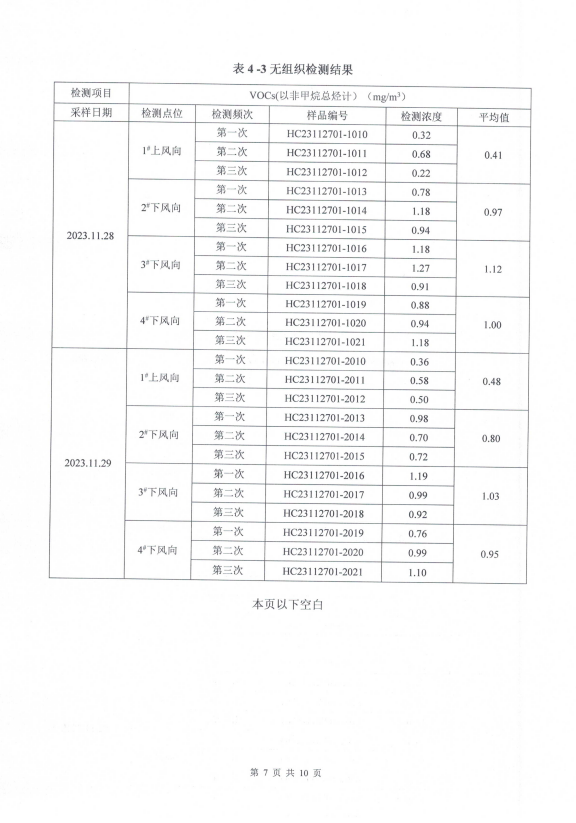 表 4 -3 无组织检测结果
检测项目 VOCs(以非甲烷总烃计）（mg/m³）
采样日期 检测点位 检测频次 样品编号 检测浓度 平均值
2023.11.28 1#上风向 第一次 HC23112701-1010 0.32 0.41
第二次 HC23112701-1011 0.68
第三次 HC23112701-1012 0.22
2#下风向 第一次 HC23112701-1013 0.78 0.97
第二次 HC23112701-1014 1.18
第三次 HC23112701-1015 0.94
3#下风向 第一次 HC23112701-1016 1.18 1.12
第二次 HC23112701-1017 1.27
第三次 HC23112701-1018 0.91
4#下风向 第一次 HC23112701-1019 0.88 1.00
第二次 HC23112701-1020 0.94
第三次 HC23112701-1021 1.18
2023.11.29 1#上风向 第一次 HC23112701-2010 0.36 0.48
第二次 HC23112701-2011 0.58
第三次 HC23112701-2012 0.50
2#下风向 第一次 HC23112701-2013 0.98 0.80
第二次 HC23112701-2014 0.70
第三次 HC23112701-2015 0.72
3#下风向 第一次 HC23112701-2016 1.19 1.03
第二次 HC23112701-2017 0.99
第三次 HC23112701-2018 0.92
4#下风向 第一次 HC23112701-2019 0.76 0.95
第二次 HC23112701-2020 0.99
第三次 HC23112701-2021 1.10
本页以下空白
第 7 页 共 10 页